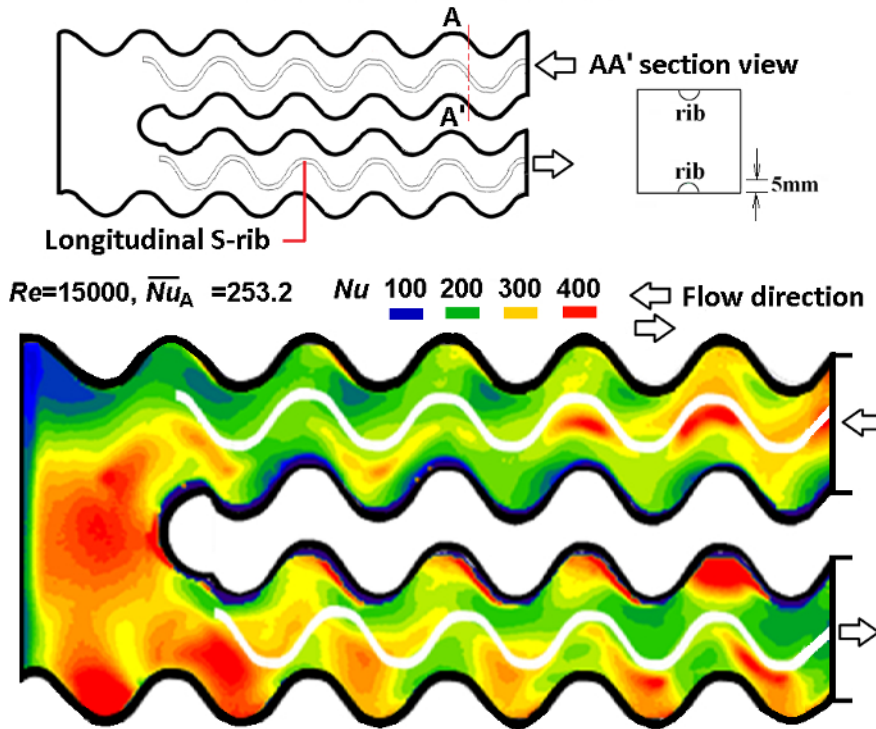 A
AA' section view
A'
rib
rib
5mm
Longitudinal S-rib
Re=15000, N̅u̅A =253.2 Nu 100 200 300 400 Flow direction